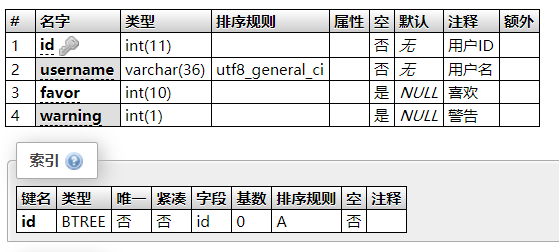 # 名字 类型 排序规则 属性 空 默认 注释 额外
1 id int(11) 否 无 用户ID
2 username varchar(36) utf8_general_ci 否 无 用户名
3 favor int(10) 是 NULL 喜欢
4 warning int(1) 是 NULL 警告
索引
键名 类型 唯一 紧凑 字段 基数 排序规则 空 注释
id BTREE 否 否 id 0 A 否